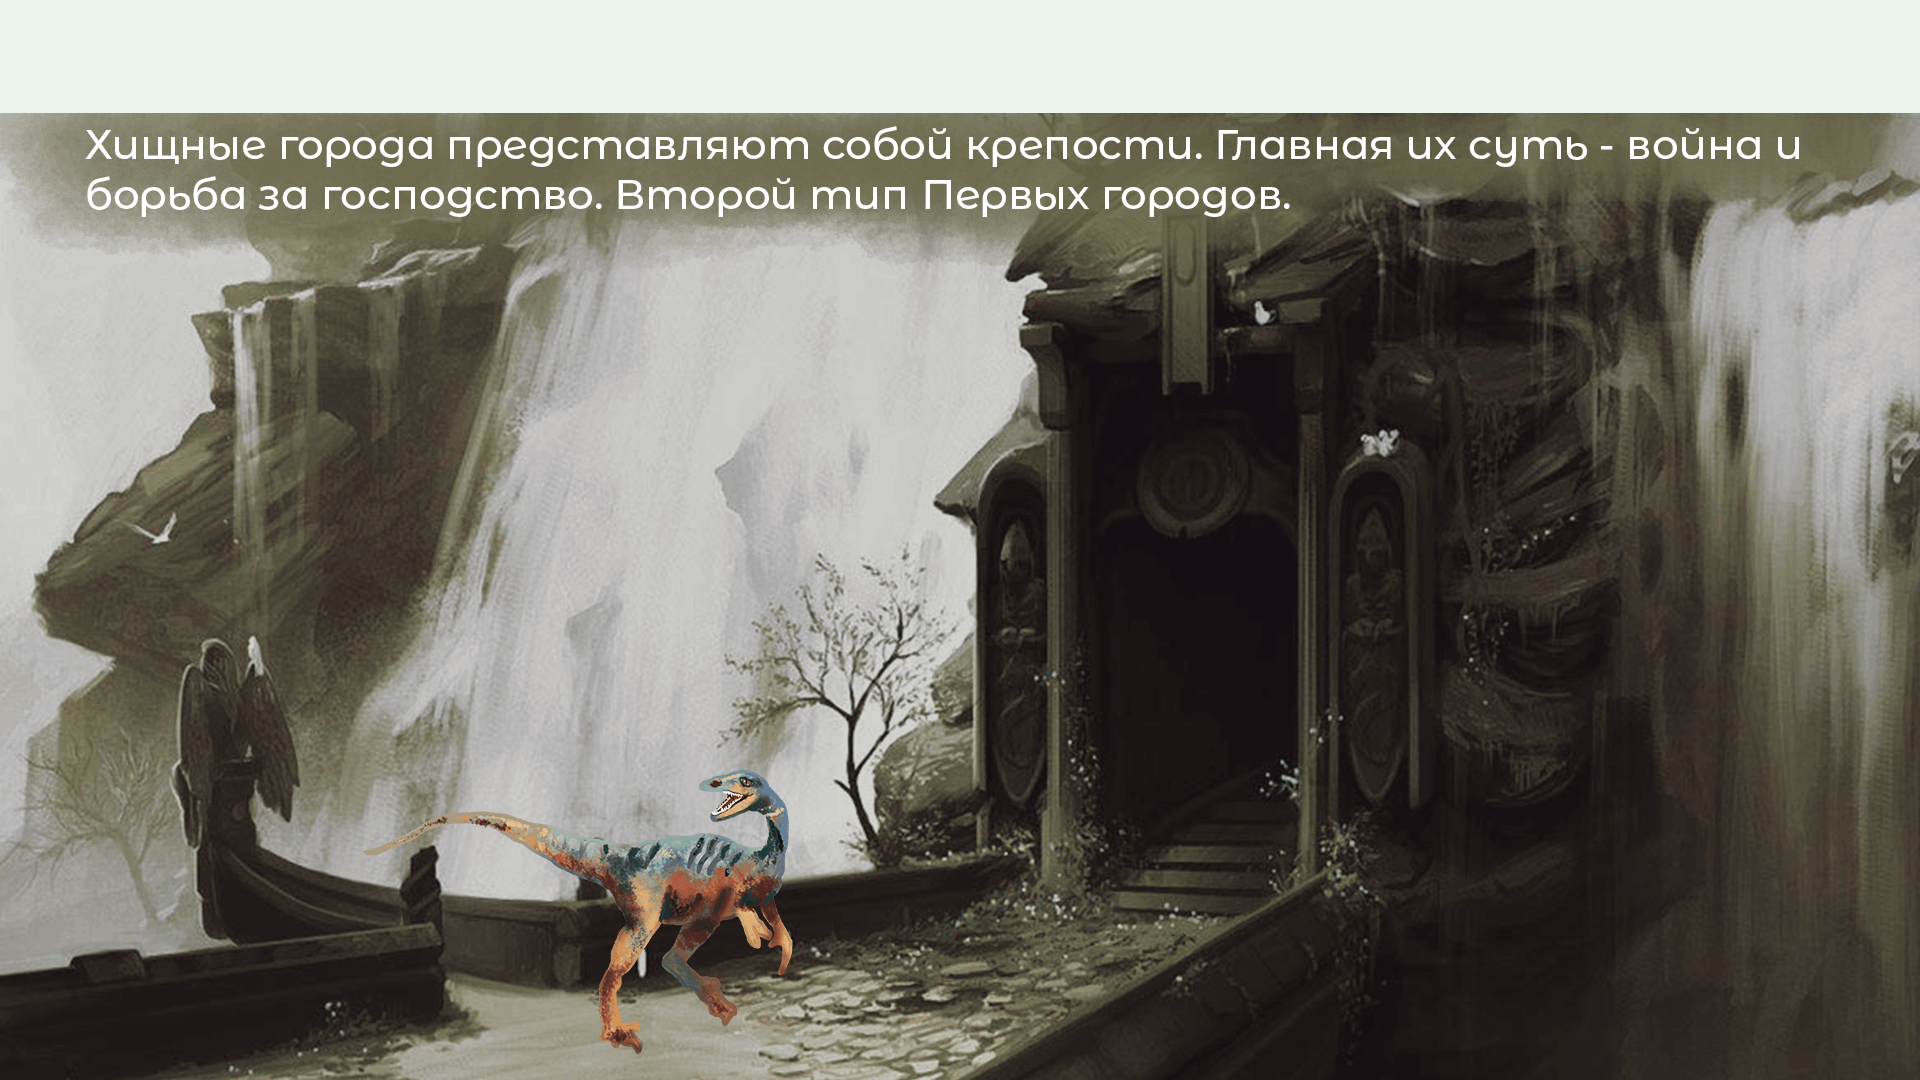 Хищные города представляют собой крепости. Главная их суть - война и
борьба за господство. Второй тип Первых городов.